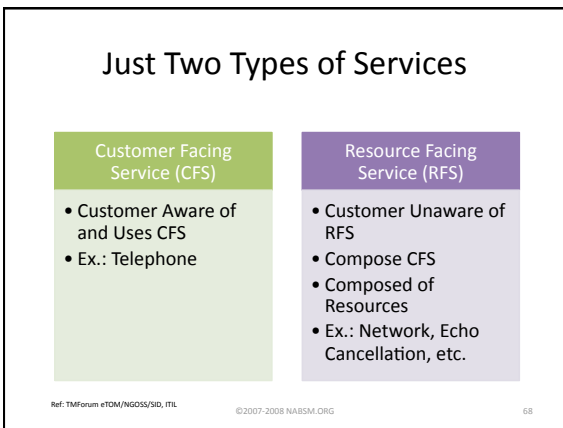 Just Two Types of Services
Customer Facing
Service (CFS)
• Customer Aware of
and Uses CFS
• Ex.: Telephone
Resource Facing
Service (RFS)
• Customer Unaware of
RFS
• Compose CFS
• Composed of
Resources
• Ex.: Network, Echo
Cancellation, etc.
Ref: TMForum eTOM/NGOSS/SID, ITIL
©2007-2008 NABSM.ORG
68